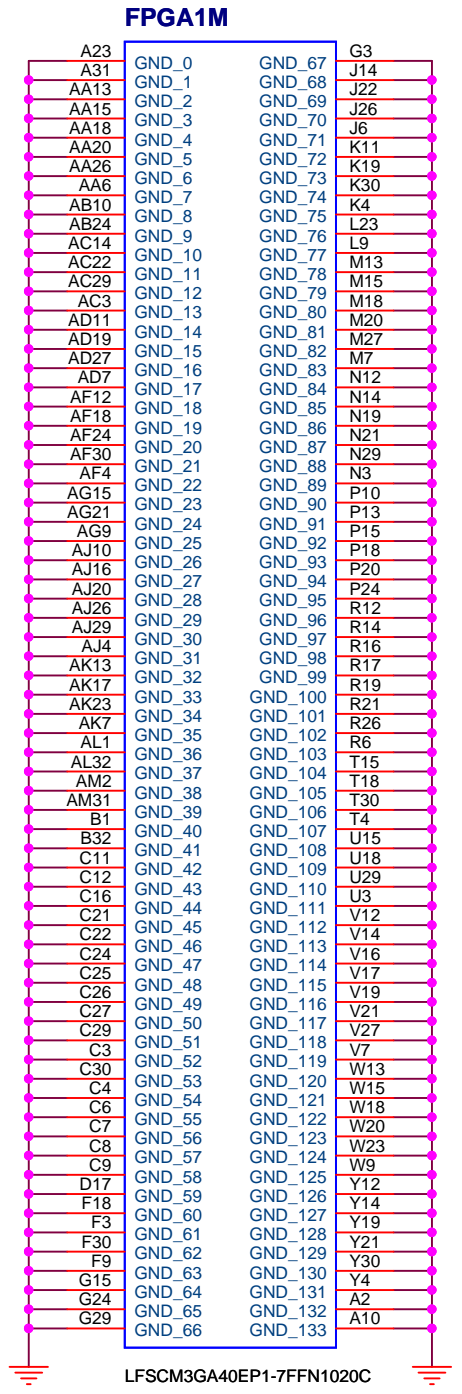 FPGA1M
A23 GND_0 GND_67 G3
A31 GND_1 GND_68 J14
AA13 GND_2 GND_69 J22
AA15 GND_3 GND_70 J26
AA18 GND_4 GND_71 J6
AA20 GND_5 GND_72 K11
AA26 GND_6 GND_73 K19
AA6 GND_7 GND_74 K30
AB10 GND_8 GND_75 K4
AB24 GND_9 GND_76 L23
AC14 GND_10 GND_77 L9
AC22 GND_11 GND_78 M13
AC29 GND_12 GND_79 M15
AC3 GND_13 GND_80 M18
AD11 GND_14 GND_81 M20
AD19 GND_15 GND_82 M27
AD27 GND_16 GND_83 M7
AD7 GND_17 GND_84 N12
AF12 GND_18 GND_85 N14
AF18 GND_19 GND_86 N19
AF24 GND_20 GND_87 N21
AF30 GND_21 GND_88 N29
AF4 GND_22 GND_89 N3
AG15 GND_23 GND_90 P10
AG21 GND_24 GND_91 P13
AG9 GND_25 GND_92 P15
AJ10 GND_26 GND_93 P18
AJ16 GND_27 GND_94 P20
AJ20 GND_28 GND_95 P24
AJ26 GND_29 GND_96 R12
AJ29 GND_30 GND_97 R14
AJ4 GND_31 GND_98 R16
AK13 GND_32 GND_99 R17
AK17 GND_33 GND_100 R19
AK23 GND_34 GND_101 R21
AK7 GND_35 GND_102 R26
AL1 GND_36 GND_103 R6
AL32 GND_37 GND_104 T15
AM2 GND_38 GND_105 T18
AM31 GND_39 GND_106 T30
B1 GND_40 GND_107 T4
B32 GND_41 GND_108 U15
C11 GND_42 GND_109 U18
C12 GND_43 GND_110 U29
C16 GND_44 GND_111 U3
C21 GND_45 GND_112 V12
C22 GND_46 GND_113 V14
C24 GND_47 GND_114 V16
C25 GND_48 GND_115 V17
C26 GND_49 GND_116 V19
C27 GND_50 GND_117 V21
C29 GND_51 GND_118 V27
C3 GND_52 GND_119 V7
C30 GND_53 GND_120 W13
C4 GND_54 GND_121 W15
C6 GND_55 GND_122 W18
C7 GND_56 GND_123 W20
C8 GND_57 GND_124 W23
C9 GND_58 GND_125 W9
D17 GND_59 GND_126 Y12
F18 GND_60 GND_127 Y14
F3 GND_61 GND_128 Y19
F30 GND_62 GND_129 Y21
F9 GND_63 GND_130 Y30
G15 GND_64 GND_131 Y4
G24 GND_65 GND_132 A2
G29 GND_66 GND_133 A10
LFSCM3GA40EP1-7FFN1020C